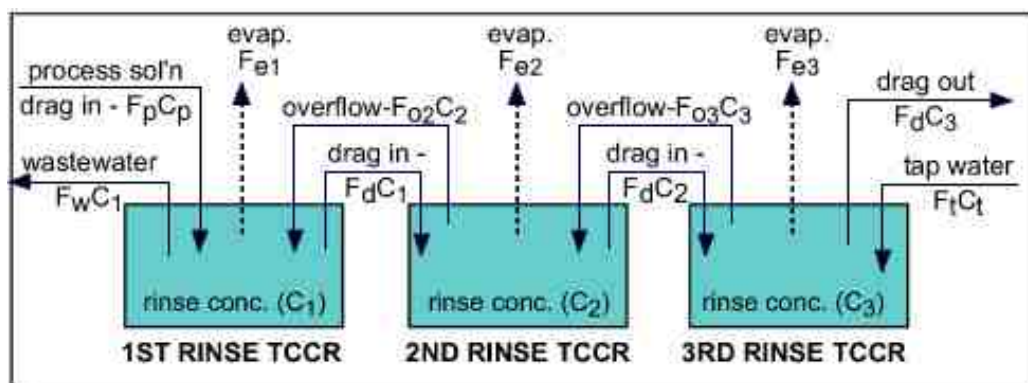 evap.
Fe1
evap.
Fe2
evap.
Fe3
process sol'n
drag in - FpCp
wastewater
FwC1
overflow-Fo2C2
drag in -
FdC1
overflow-Fo3C3
drag in -
FdC2
drag out
FdC3
tap water
FtCt
rinse conc. (C1)
rinse conc. (C2)
rinse conc. (C3)
1ST RINSE TCCR
2ND RINSE TCCR
3RD RINSE TCCR